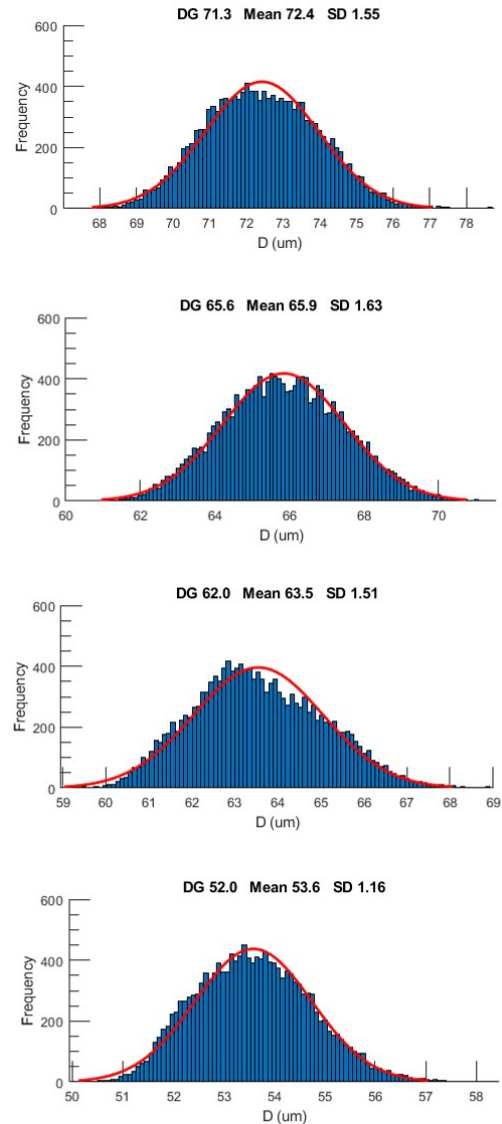 DG 71.3 Mean 72.4 SD 1.55
600
400
200
0
Frequency
68 69 70 71 72 73 74 75 76 77 78
D (um)
DG 65.6 Mean 65.9 SD 1.63
600
400
200
0
Frequency
60 62 64 66 68 70
D (um)
DG 62.0 Mean 63.5 SD 1.51
600
400
200
0
Frequency
59 60 61 62 63 64 65 66 67 68 69
D (um)
DG 52.0 Mean 53.6 SD 1.16
600
400
200
0
Frequency
50 51 52 53 54 55 56 57 58
D (um)